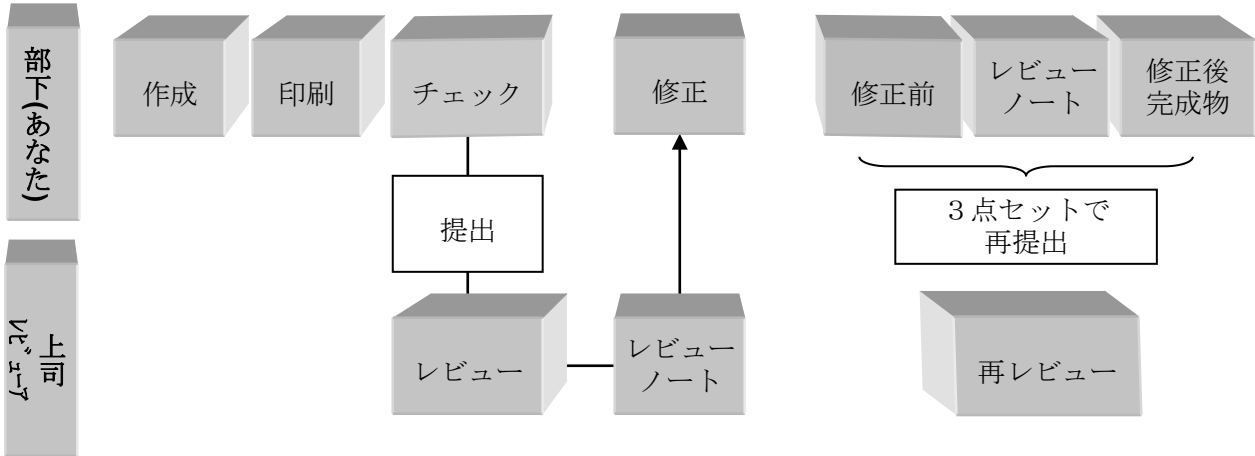 部下(あなた)
作成
印刷
チェック
修正
修正前
レビュー
ノート
修正後
完成物
提出
３点セットで
再提出
上司
ﾚﾋﾞｭｰｱ
レビュー
レビュー
ノート
再レビュー